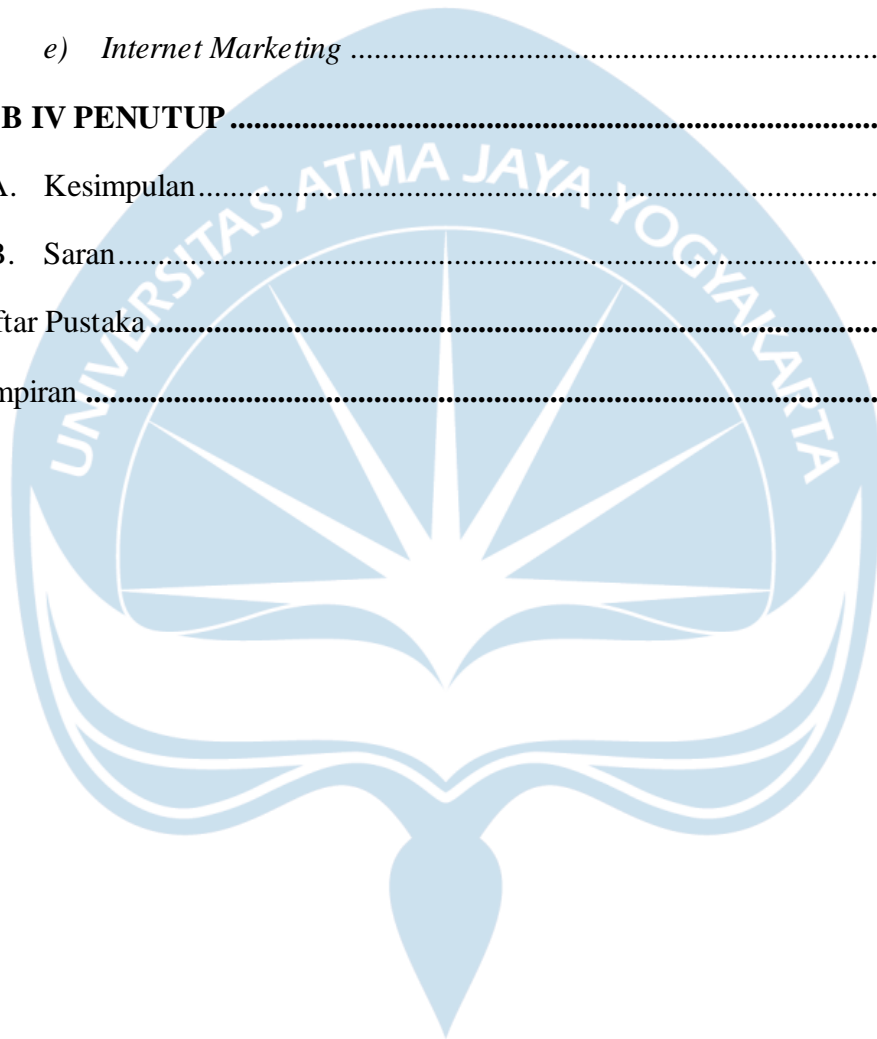 e) Internet Marketing ........................................................................
B IV PENUTUP ........................................................................
A. Kesimpulan ........................................................................
B. Saran ........................................................................
ftar Pustaka ........................................................................
mpiran ........................................................................
UNIVERSITAS ATMA JAYA YOGYAKARTA